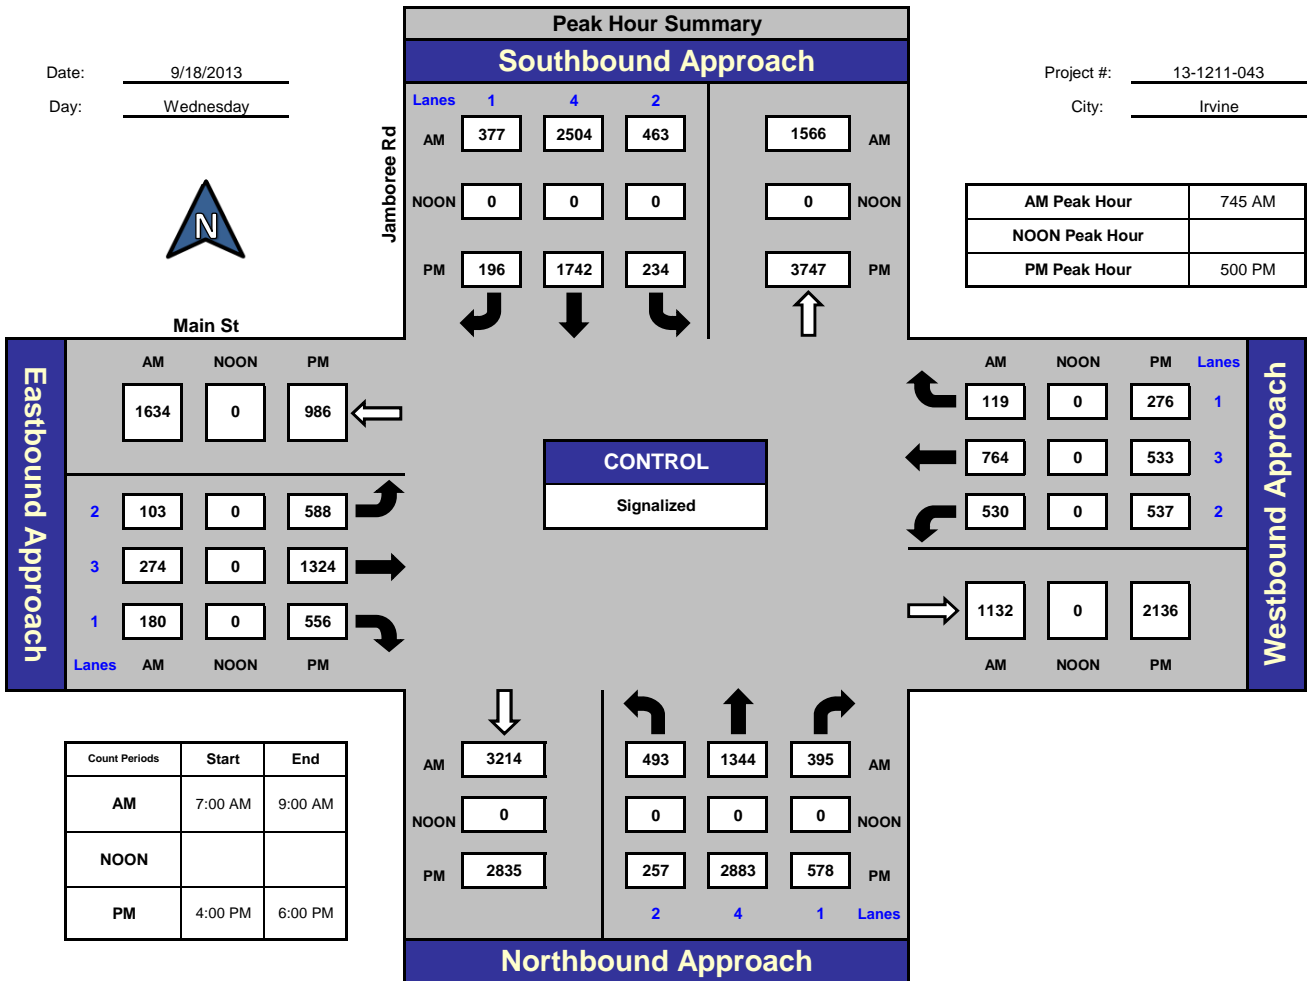 Peak Hour Summary
Southbound Approach
Date: 9/18/2013
Day: Wednesday
Project #: 13-1211-043
City: Irvine
N
Jamboree Rd
Lanes 1 4 2
AM 377 2504 463 1566 AM
NOON 0 0 0 0 NOON
PM 196 1742 234 3747 PM
AM Peak Hour 745 AM
NOON Peak Hour
PM Peak Hour 500 PM
Main St
Eastbound Approach
AM NOON PM
1634 0 986
2 103 0 588
3 274 0 1324
1 180 0 556
Lanes AM NOON PM
CONTROL
Signalized
AM NOON PM Lanes
119 0 276 1
764 0 533 3
530 0 537 2
1132 0 2136
AM NOON PM
Westbound Approach
Count Periods Start End
AM 7:00 AM 9:00 AM
NOON
PM 4:00 PM 6:00 PM
AM 3214 493 1344 395 AM
NOON 0 0 0 0 NOON
PM 2835 257 2883 578 PM
2 4 1 Lanes
Northbound Approach